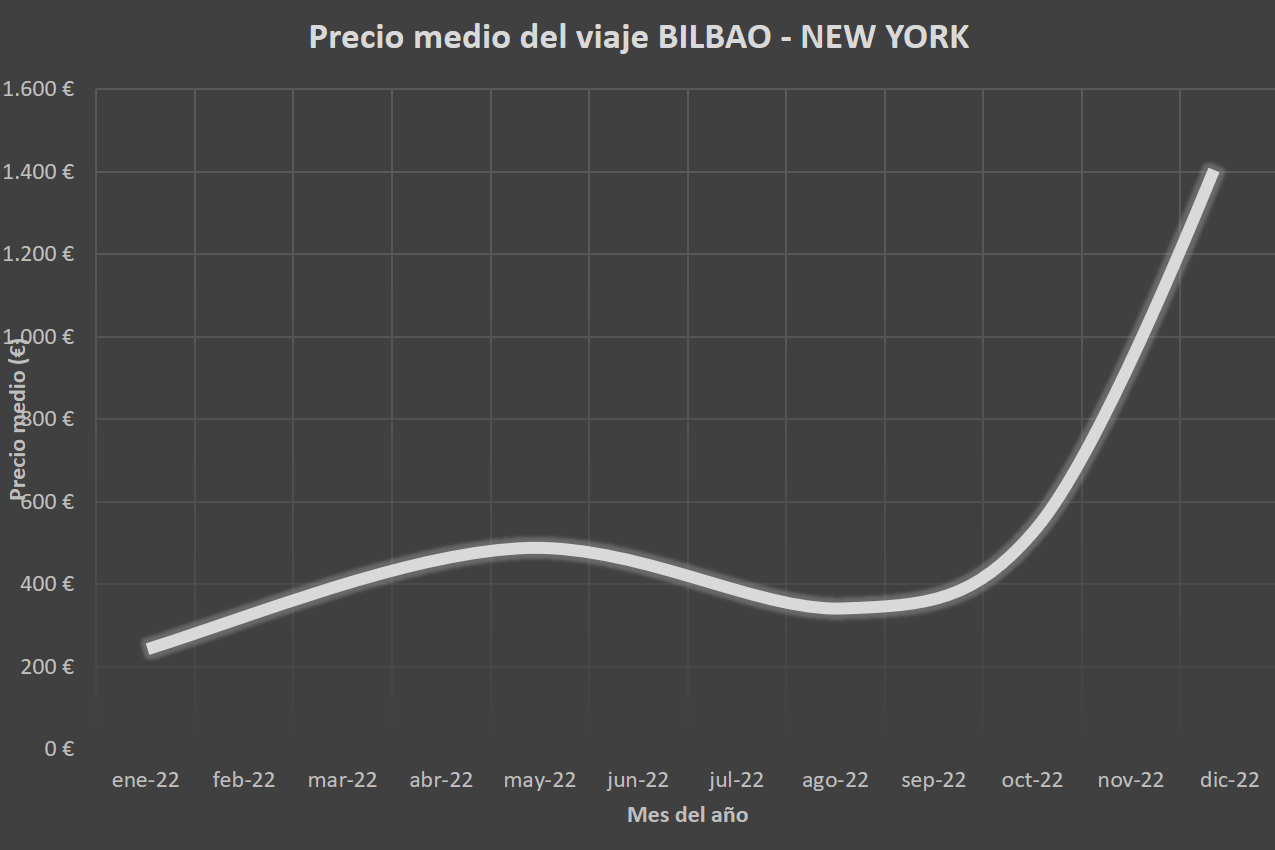 Precio medio del viaje BILBAO - NEW YORK
1.600 €
1.400 €
1.200 €
1.000 €
800 €
600 €
400 €
200 €
0 €
Precio medio (€)
ene-22 feb-22 mar-22 abr-22 may-22 jun-22 jul-22 ago-22 sep-22 oct-22 nov-22 dic-22
Mes del año